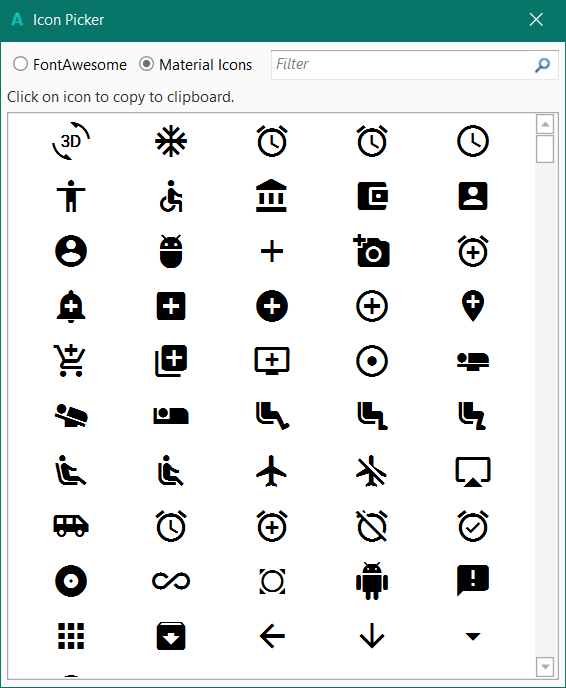 A Icon Picker
FontAwesome Material Icons Filter
Click on icon to copy to clipboard.
3D